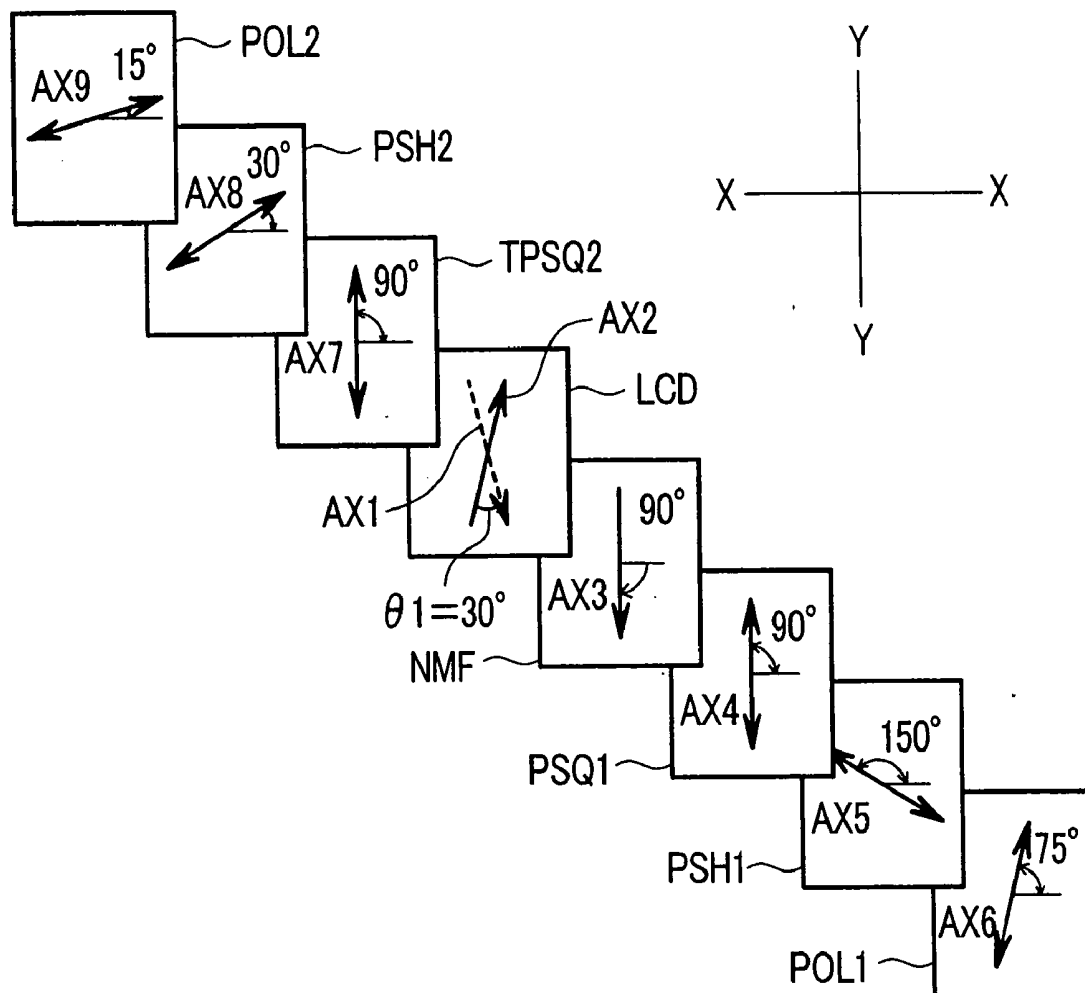 POL2
15°
AX9
Y
PSH2
30°
AX8
X
X
TPSQ2
90°
AX2
Y
AX7
LCD
AX1
90°
θ1=30°
AX3
NMF
90°
AX4
PSQ1
150°
AX5
PSH1
75°
AX6
POL1